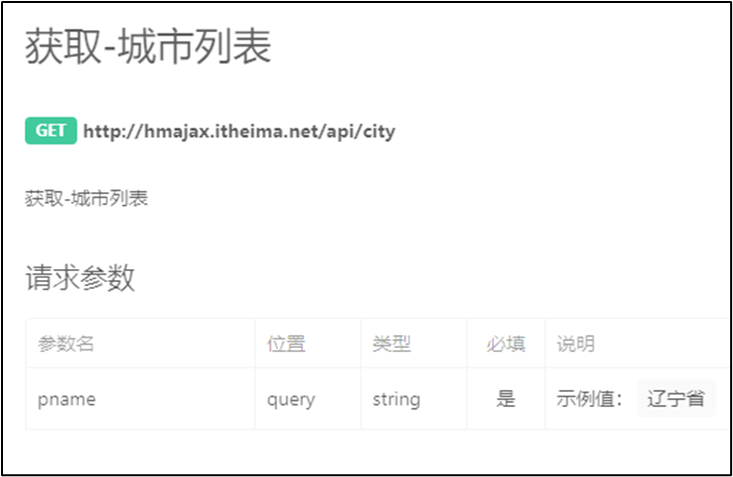 获取-城市列表
GET http://hmajax.itheima.net/api/city
获取-城市列表
请求参数
参数名 位置 类型 必填 说明
pname query string 是 示例值： 辽宁省